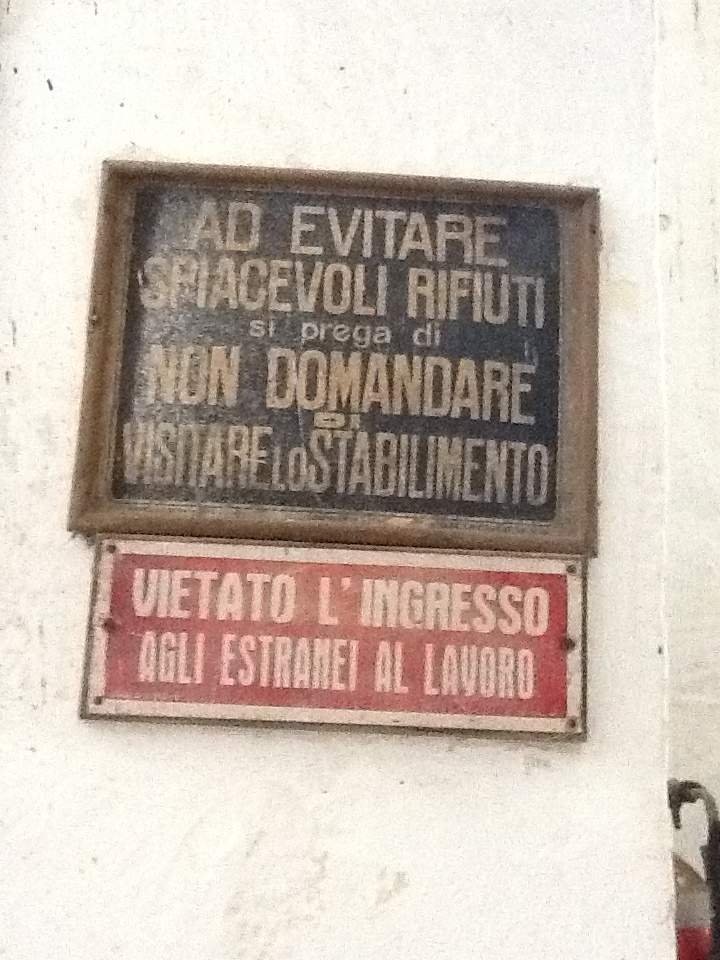 AD EVITARE
SPIACEVOLI RIFIUTI
si prega di
NON DOMANDARE
DI
VISITARE LO STABILIMENTO
VIETATO L'INGRESSO
AGLI ESTRANEI AL LAVORO